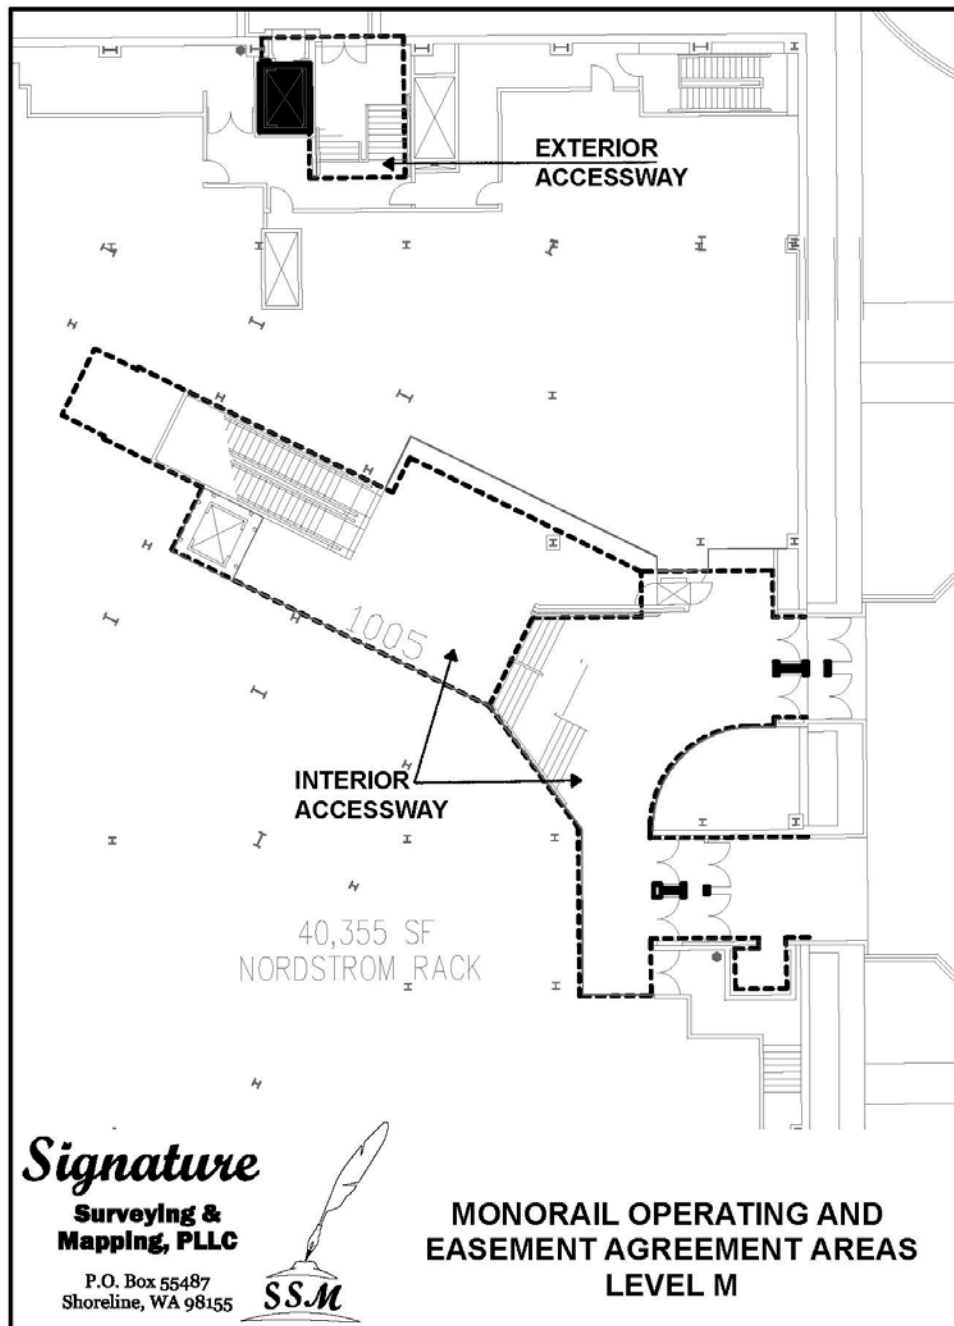 EXTERIOR
ACCESSWAY
1005
INTERIOR
ACCESSWAY
40,355 SF
NORDSTROM RACK
Signature
Surveying &
Mapping, PLLC
P.O. Box 55487
Shoreline, WA 98155
SSM
MONORAIL OPERATING AND
EASEMENT AGREEMENT AREAS
LEVEL M